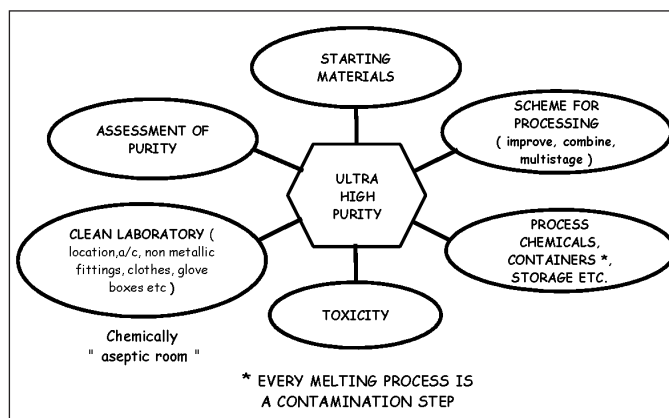 STARTING
MATERIALS
SCHEME FOR
PROCESSING
( improve, combine,
multistage )
ASSESSMENT OF
PURITY
ULTRA
HIGH
PURITY
CLEAN LABORATORY (
location,a/c, non metallic
fittings, clothes, glove
boxes etc )
PROCESS
CHEMICALS,
CONTAINERS *,
STORAGE ETC.
TOXICITY
Chemically
" aseptic room "
* EVERY MELTING PROCESS IS
A CONTAMINATION STEP